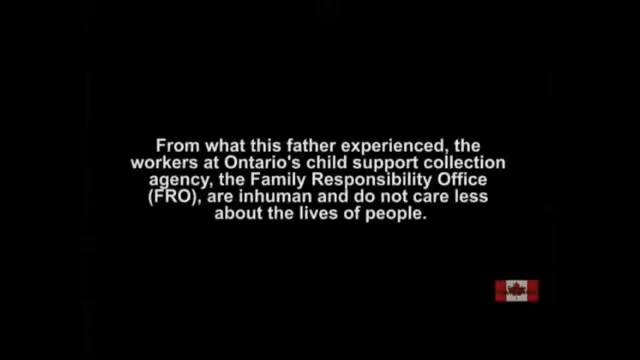 From what this father experienced, the
workers at Ontario's child support collection
agency, the Family Responsibility Office
(FRO), are inhuman and do not care less
about the lives of people.